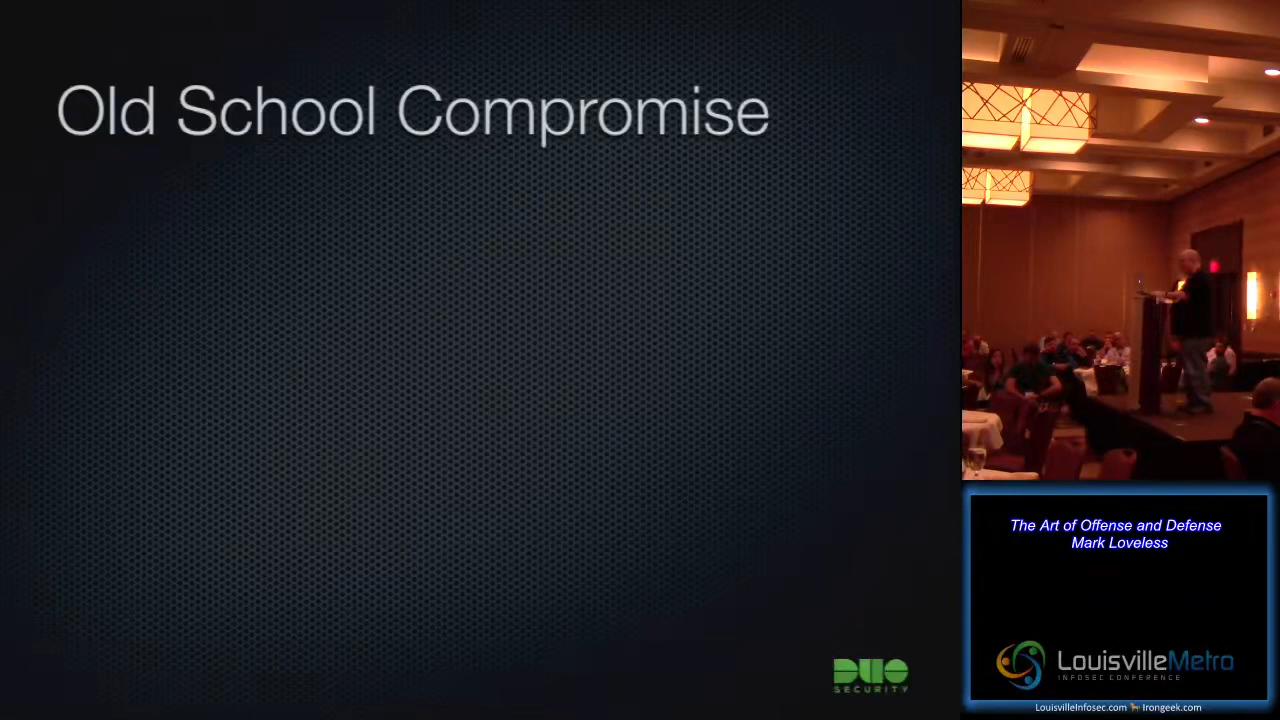 Old School Compromise
DUO
SECURITY
The Art of Offense and Defense
Mark Loveless
LouisvilleMetro
INFOSEC CONFERENCE
LouisvilleInfosec.com Irongeek.com